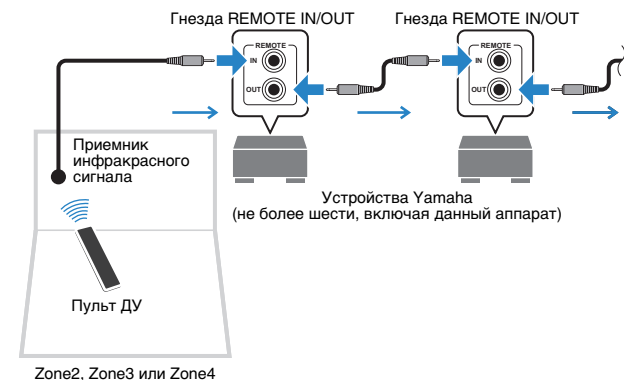 Гнезда REMOTE IN/OUT
Гнезда REMOTE IN/OUT
REMOTE
IN
OUT
REMOTE
IN
OUT
Приемник
инфракрасного
сигнала
Устройства Yamaha
(не более шести, включая данный аппарат)
Пульт ДУ
Zone2, Zone3 или Zone4